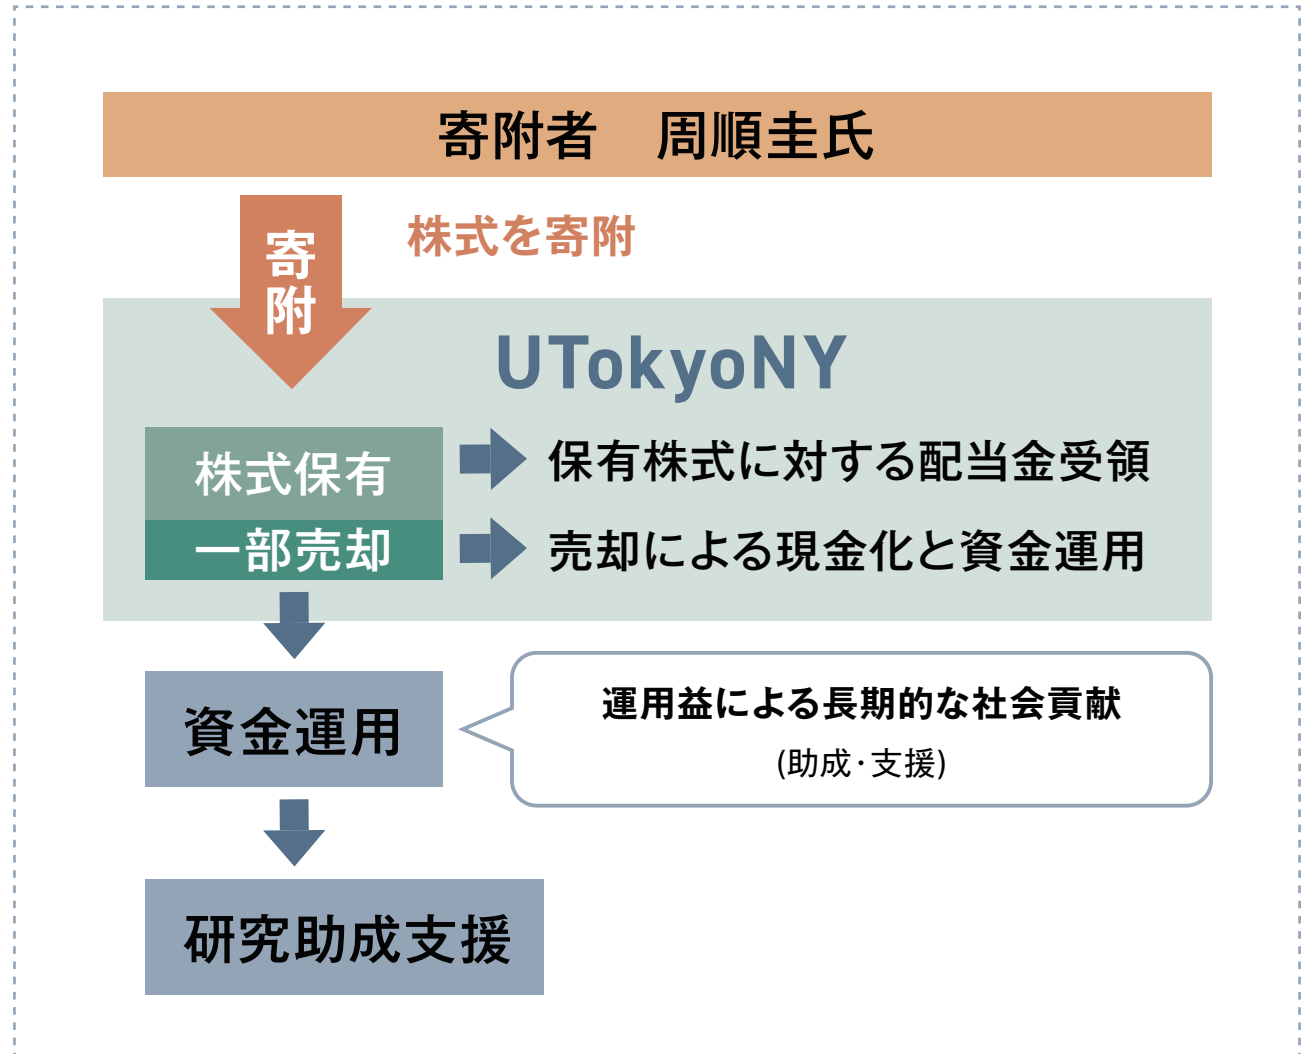 寄附者　周順圭氏
寄附
株式を寄附
UTokyoNY
株式保有
保有株式に対する配当金受領
一部売却
売却による現金化と資金運用
資金運用
運用益による長期的な社会貢献
(助成・支援)
研究助成支援